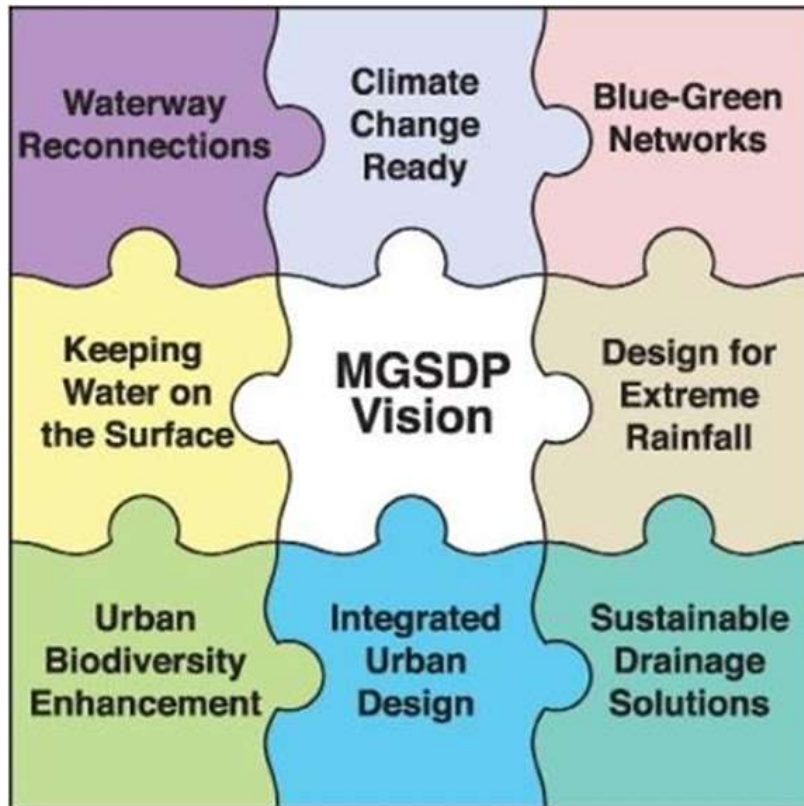 Waterway
Reconnections
Climate
Change
Ready
Blue-Green
Networks
Keeping
Water on
the Surface
MGSDP
Vision
Design for
Extreme
Rainfall
Urban
Biodiversity
Enhancement
Integrated
Urban
Design
Sustainable
Drainage
Solutions